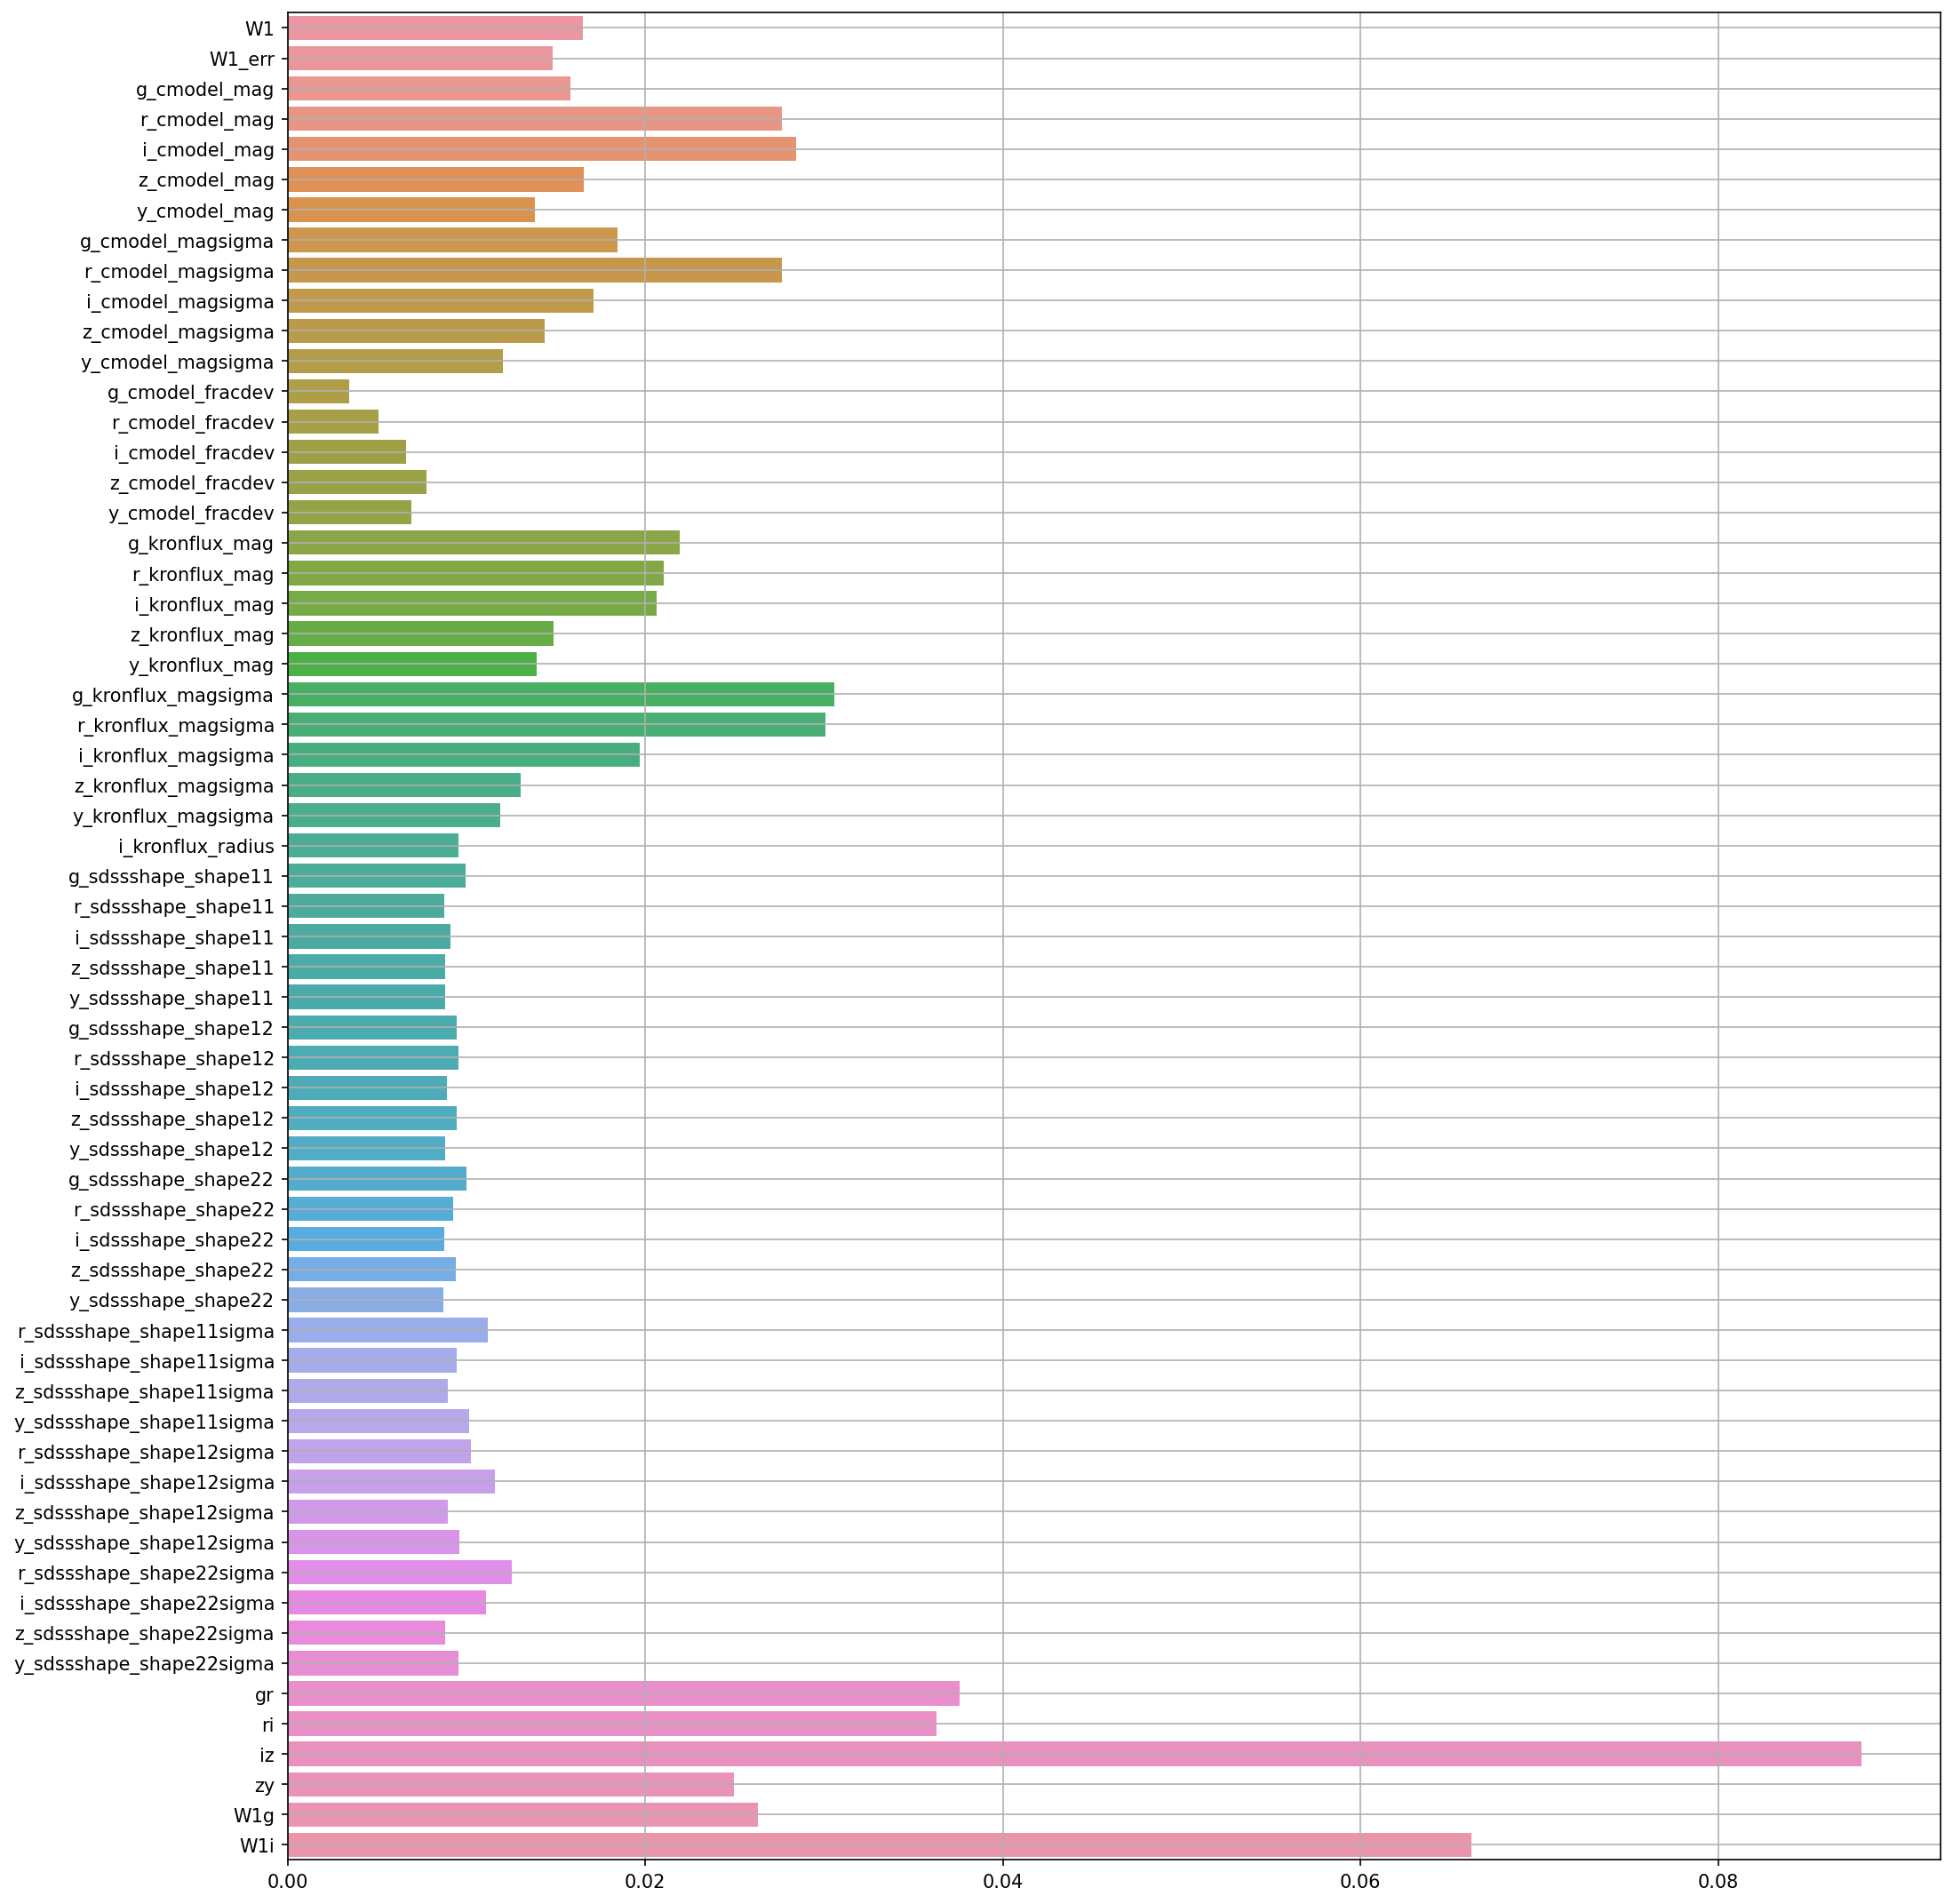 W1
W1_err
g_cmodel_mag
r_cmodel_mag
i_cmodel_mag
z_cmodel_mag
y_cmodel_mag
g_cmodel_magsigma
r_cmodel_magsigma
i_cmodel_magsigma
z_cmodel_magsigma
y_cmodel_magsigma
g_cmodel_fracdev
r_cmodel_fracdev
i_cmodel_fracdev
z_cmodel_fracdev
y_cmodel_fracdev
g_kronflux_mag
r_kronflux_mag
i_kronflux_mag
z_kronflux_mag
y_kronflux_mag
g_kronflux_magsigma
r_kronflux_magsigma
i_kronflux_magsigma
z_kronflux_magsigma
y_kronflux_magsigma
i_kronflux_radius
g_sdssshape_shape11
r_sdssshape_shape11
i_sdssshape_shape11
z_sdssshape_shape11
y_sdssshape_shape11
g_sdssshape_shape12
r_sdssshape_shape12
i_sdssshape_shape12
z_sdssshape_shape12
y_sdssshape_shape12
g_sdssshape_shape22
r_sdssshape_shape22
i_sdssshape_shape22
z_sdssshape_shape22
y_sdssshape_shape22
r_sdssshape_shape11sigma
i_sdssshape_shape11sigma
z_sdssshape_shape11sigma
y_sdssshape_shape11sigma
r_sdssshape_shape12sigma
i_sdssshape_shape12sigma
z_sdssshape_shape12sigma
y_sdssshape_shape12sigma
r_sdssshape_shape22sigma
i_sdssshape_shape22sigma
z_sdssshape_shape22sigma
y_sdssshape_shape22sigma
gr
ri
iz
zy
W1g
W1i
0.00 0.02 0.04 0.06 0.08